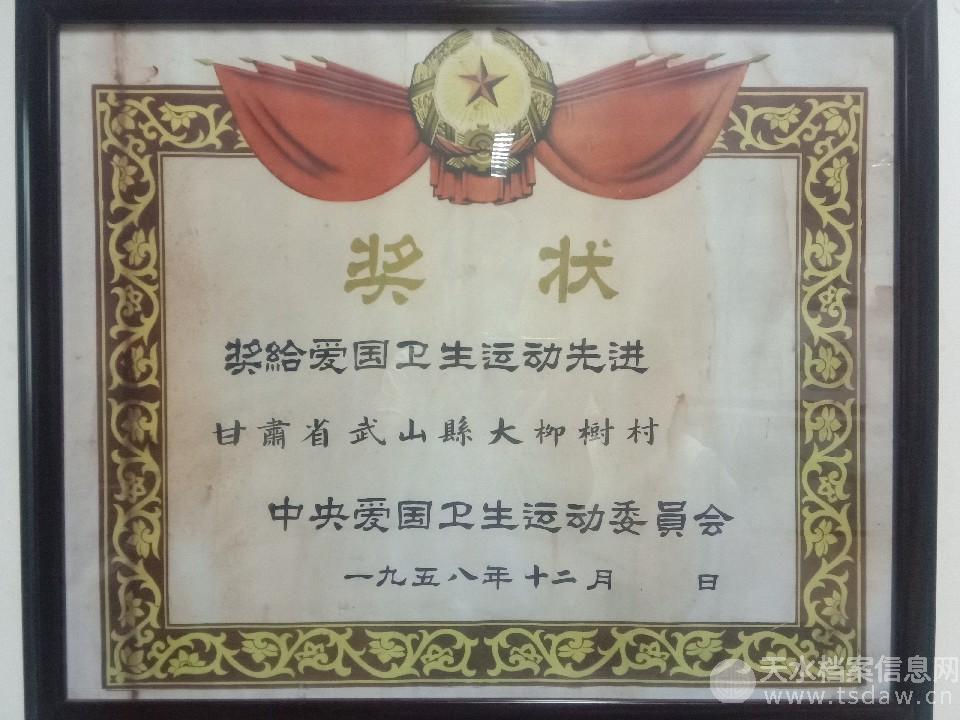 奖 状
奖給爱国卫生运动先进
甘肅省武山縣大柳樹村
中央爱国卫生运动委員会
一九五八年十二月 日
天水档案信息网
www.tsdaw.cn